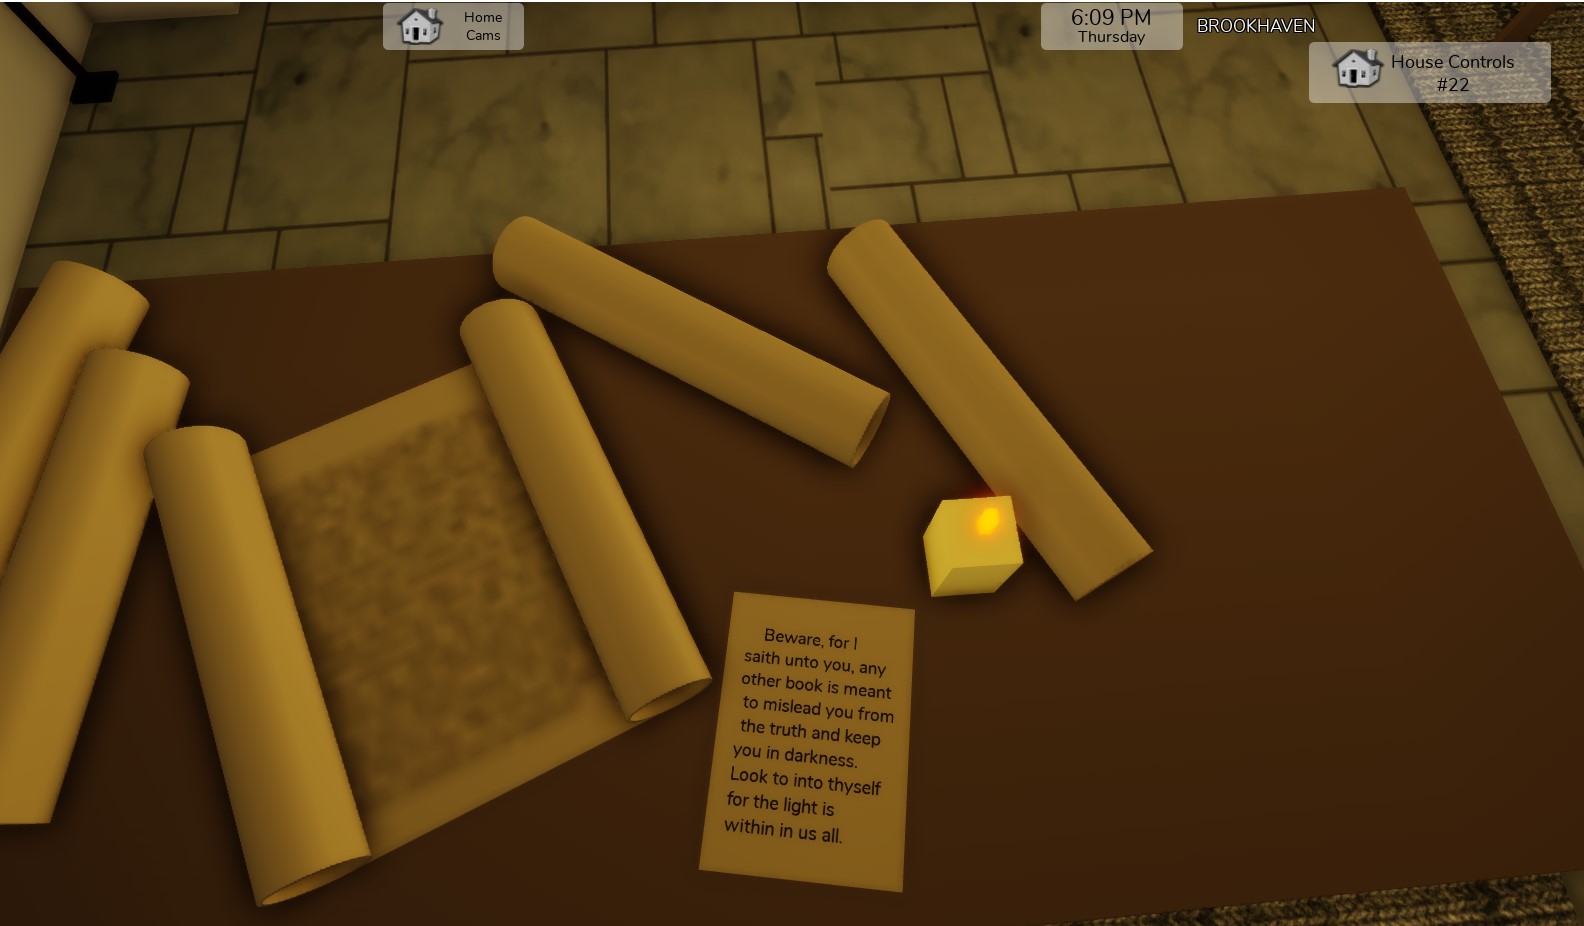 Home
Cams
6:09 PM
Thursday
BROOKHAVEN
House Controls
#22
Beware, for I
saith unto you, any
other book is meant
to mislead you from
the truth and keep
you in darkness.
Look to into thyself
for the light is
within in us all.